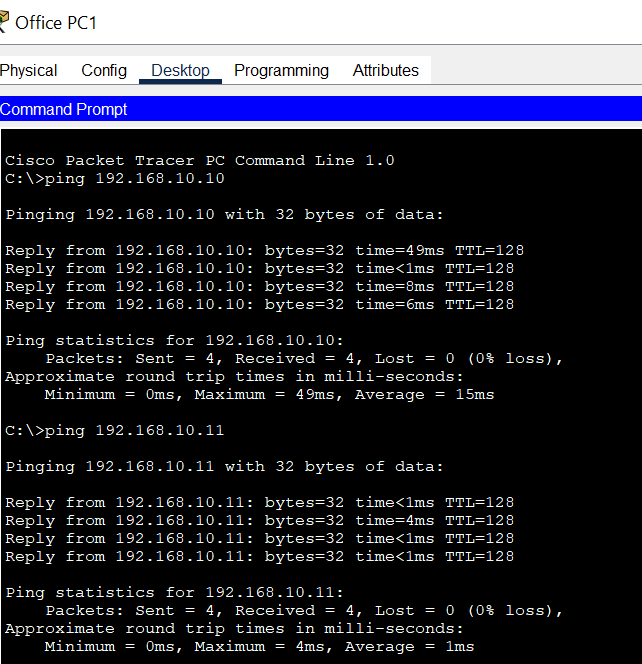 Office PC1
Physical Config Desktop Programming Attributes
Command Prompt
Cisco Packet Tracer PC Command Line 1.0
C:\>ping 192.168.10.10
Pinging 192.168.10.10 with 32 bytes of data:
Reply from 192.168.10.10: bytes=32 time=49ms TTL=128
Reply from 192.168.10.10: bytes=32 time<1ms TTL=128
Reply from 192.168.10.10: bytes=32 time=8ms TTL=128
Reply from 192.168.10.10: bytes=32 time=6ms TTL=128
Ping statistics for 192.168.10.10:
Packets: Sent = 4, Received = 4, Lost = 0 (0% loss),
Approximate round trip times in milli-seconds:
Minimum = 0ms, Maximum = 49ms, Average = 15ms
C:\>ping 192.168.10.11
Pinging 192.168.10.11 with 32 bytes of data:
Reply from 192.168.10.11: bytes=32 time<1ms TTL=128
Reply from 192.168.10.11: bytes=32 time=4ms TTL=128
Reply from 192.168.10.11: bytes=32 time<1ms TTL=128
Reply from 192.168.10.11: bytes=32 time<1ms TTL=128
Ping statistics for 192.168.10.11:
Packets: Sent = 4, Received = 4, Lost = 0 (0% loss),
Approximate round trip times in milli-seconds:
Minimum = 0ms, Maximum = 4ms, Average = 1ms